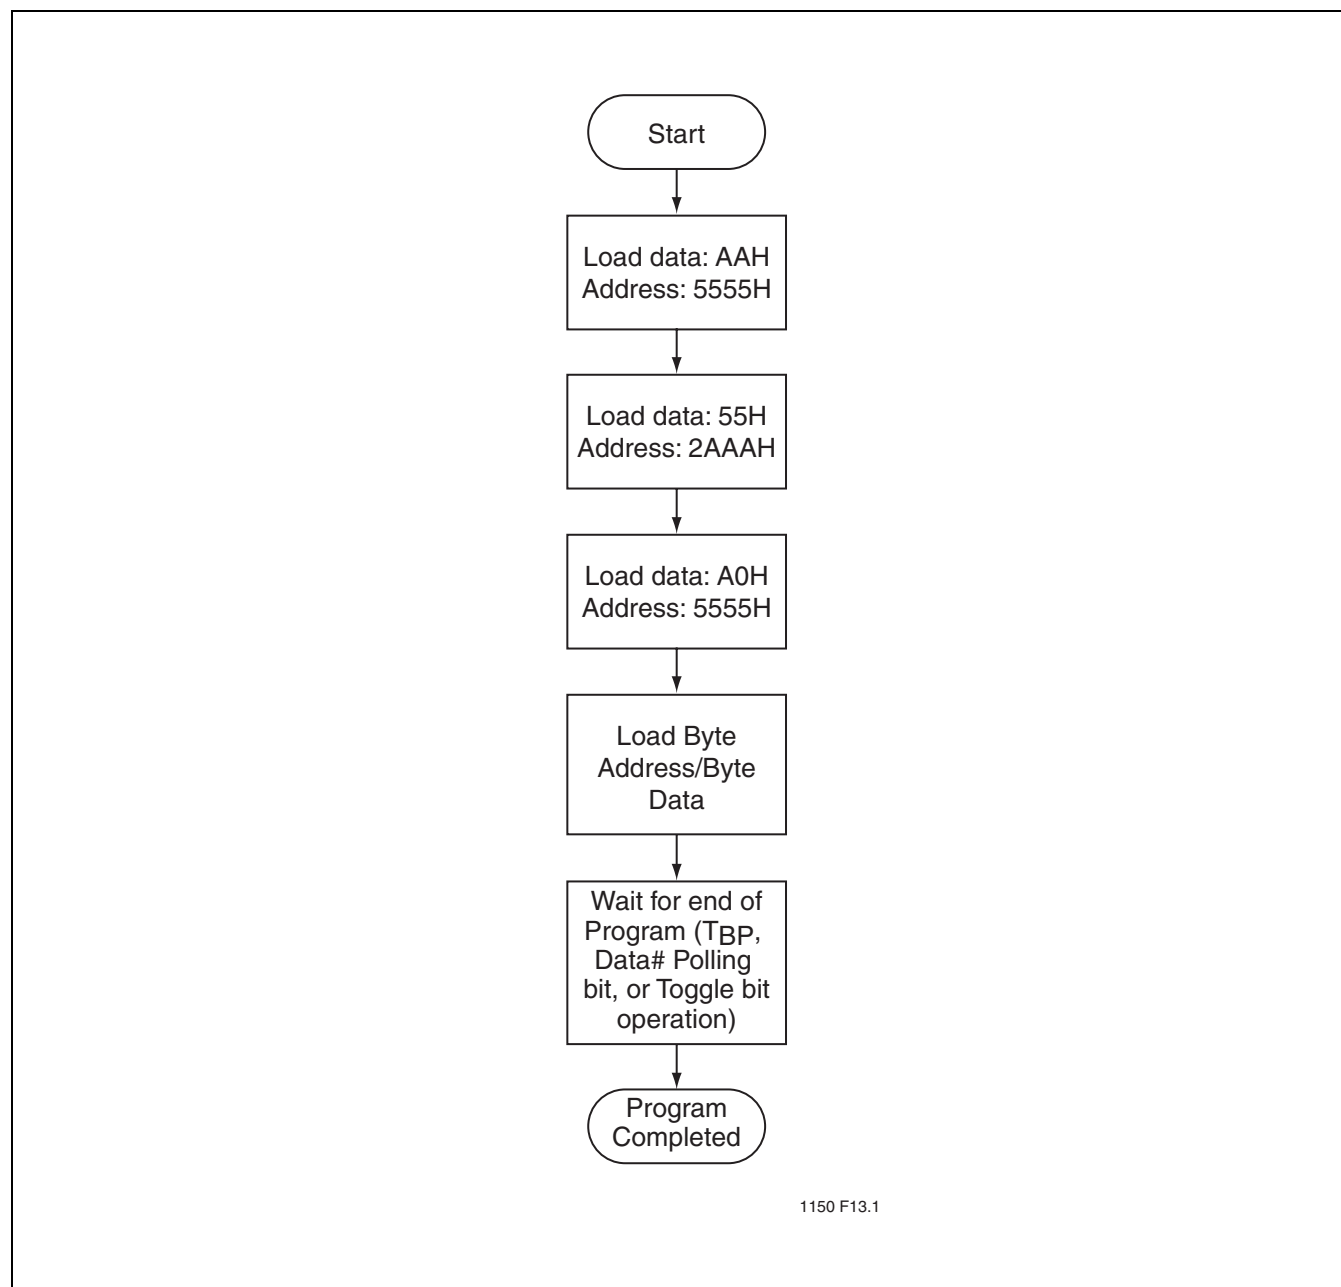 Start
Load data: AAH
Address: 5555H
Load data: 55H
Address: 2AAAH
Load data: A0H
Address: 5555H
Load Byte
Address/Byte
Data
Wait for end of
Program (TBP,
Data# Polling
bit, or Toggle bit
operation)
Program
Completed
1150 F13.1